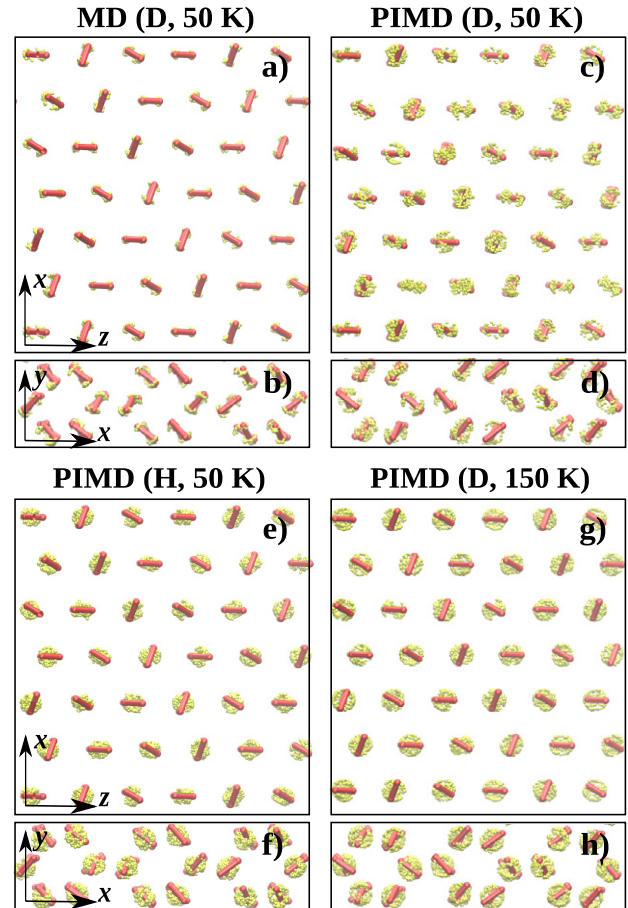 MD (D, 50 K) PIMD (D, 50 K)
a) c)
x
z
y b) d)
x
PIMD (H, 50 K) PIMD (D, 150 K)
e) g)
x
z
y f) h)
x